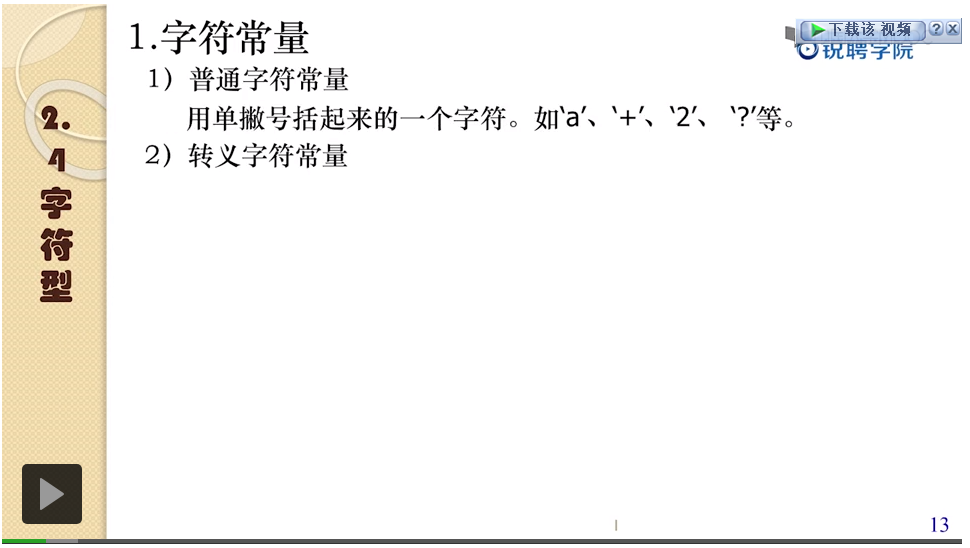 1.字符常量
下载该 视频
锐聘学院
1）普通字符常量
用单撇号括起来的一个字符。如‘a’、‘+’、‘2’、 ‘?’等。
2）转义字符常量
2.
4
字
符
型
13